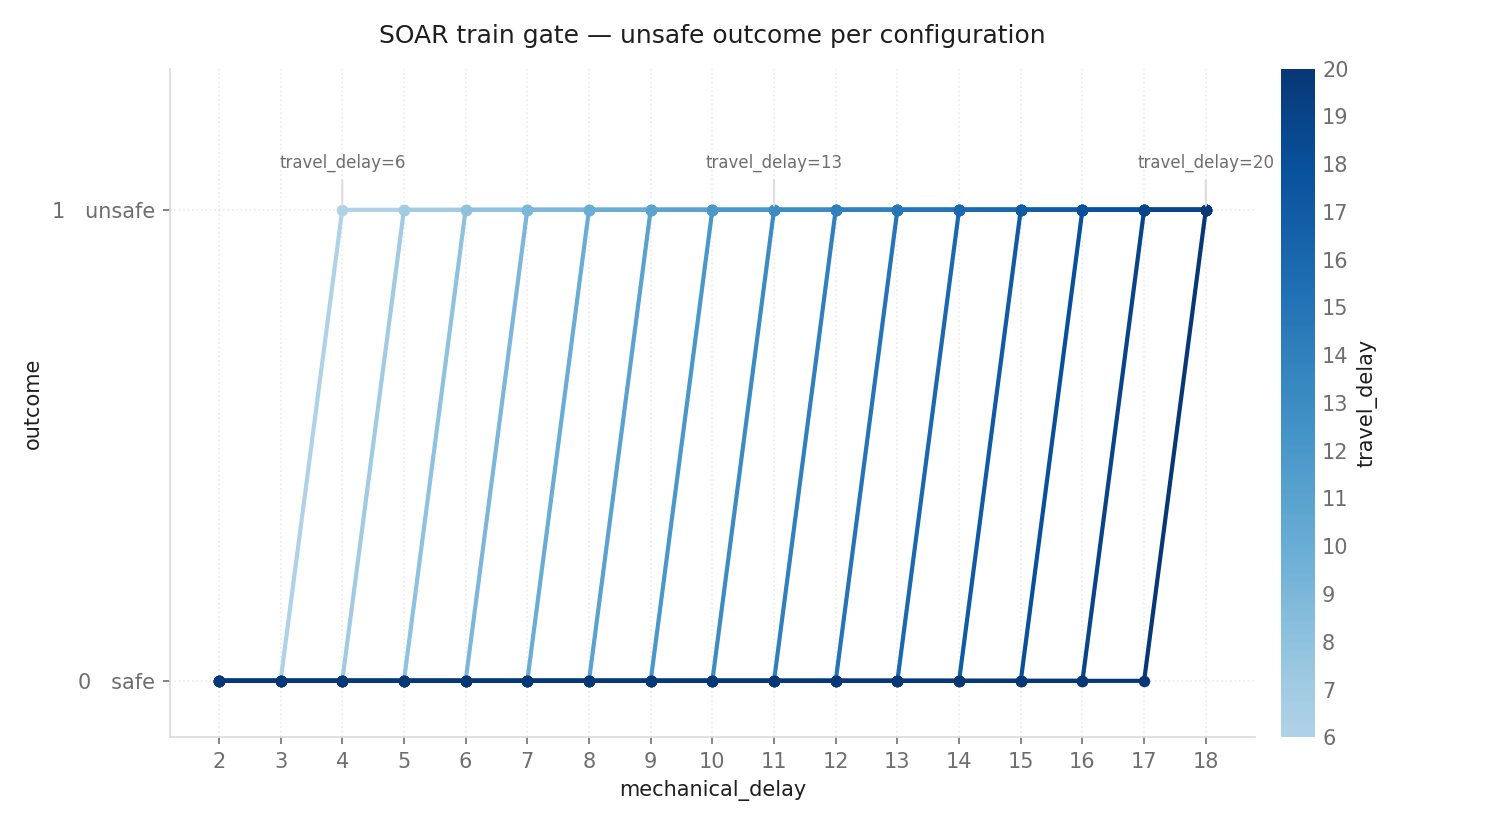 SOAR train gate — unsafe outcome per configuration
travel_delay=6
travel_delay=13
travel_delay=20
1 unsafe
0 safe
outcome
2 3 4 5 6 7 8 9 10 11 12 13 14 15 16 17 18
mechanical_delay
20
19
18
17
16
15
14
13
12
11
10
9
8
7
6
travel_delay